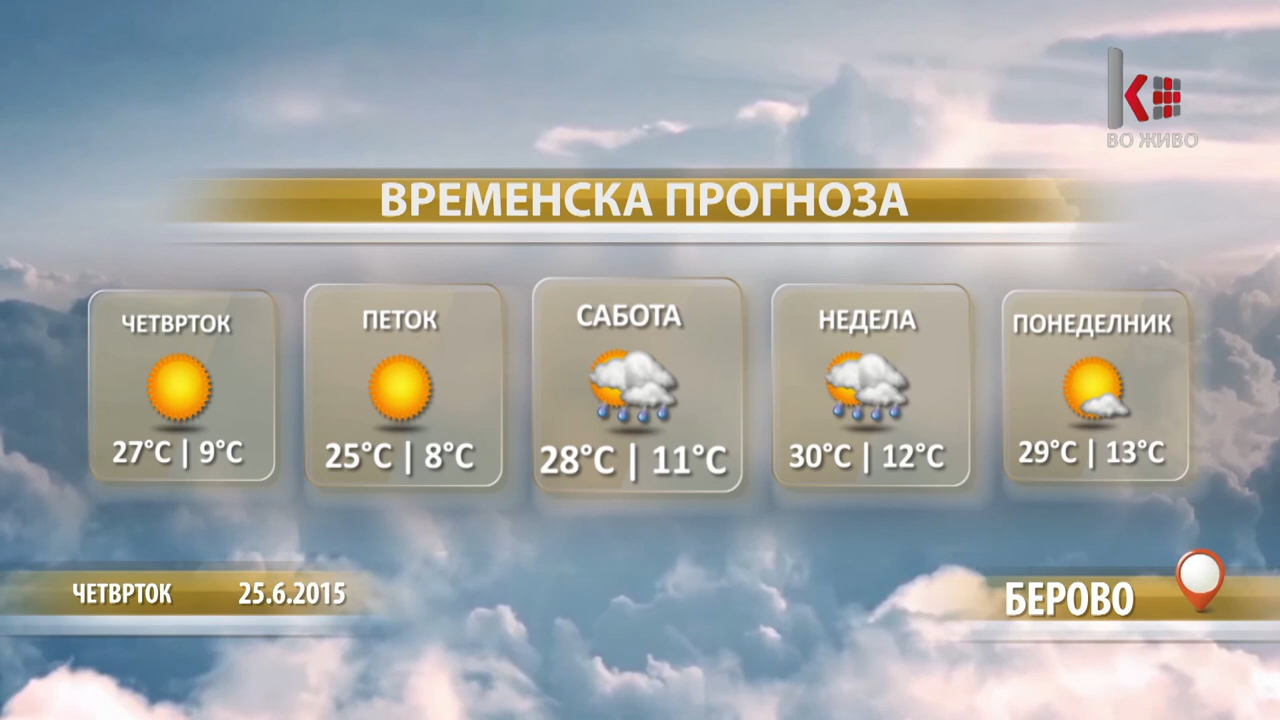 ВО ЖИВО
ВРЕМЕНСКА ПРОГНОЗА
ЧЕТВРТОК
27°C | 9°C
ПЕТОК
25°C | 8°C
САБОТА
28°C | 11°C
НЕДЕЛА
30°C | 12°C
ПОНЕДЕЛНИК
29°C | 13°C
ЧЕТВРТОК 25.6.2015
БЕРОВО